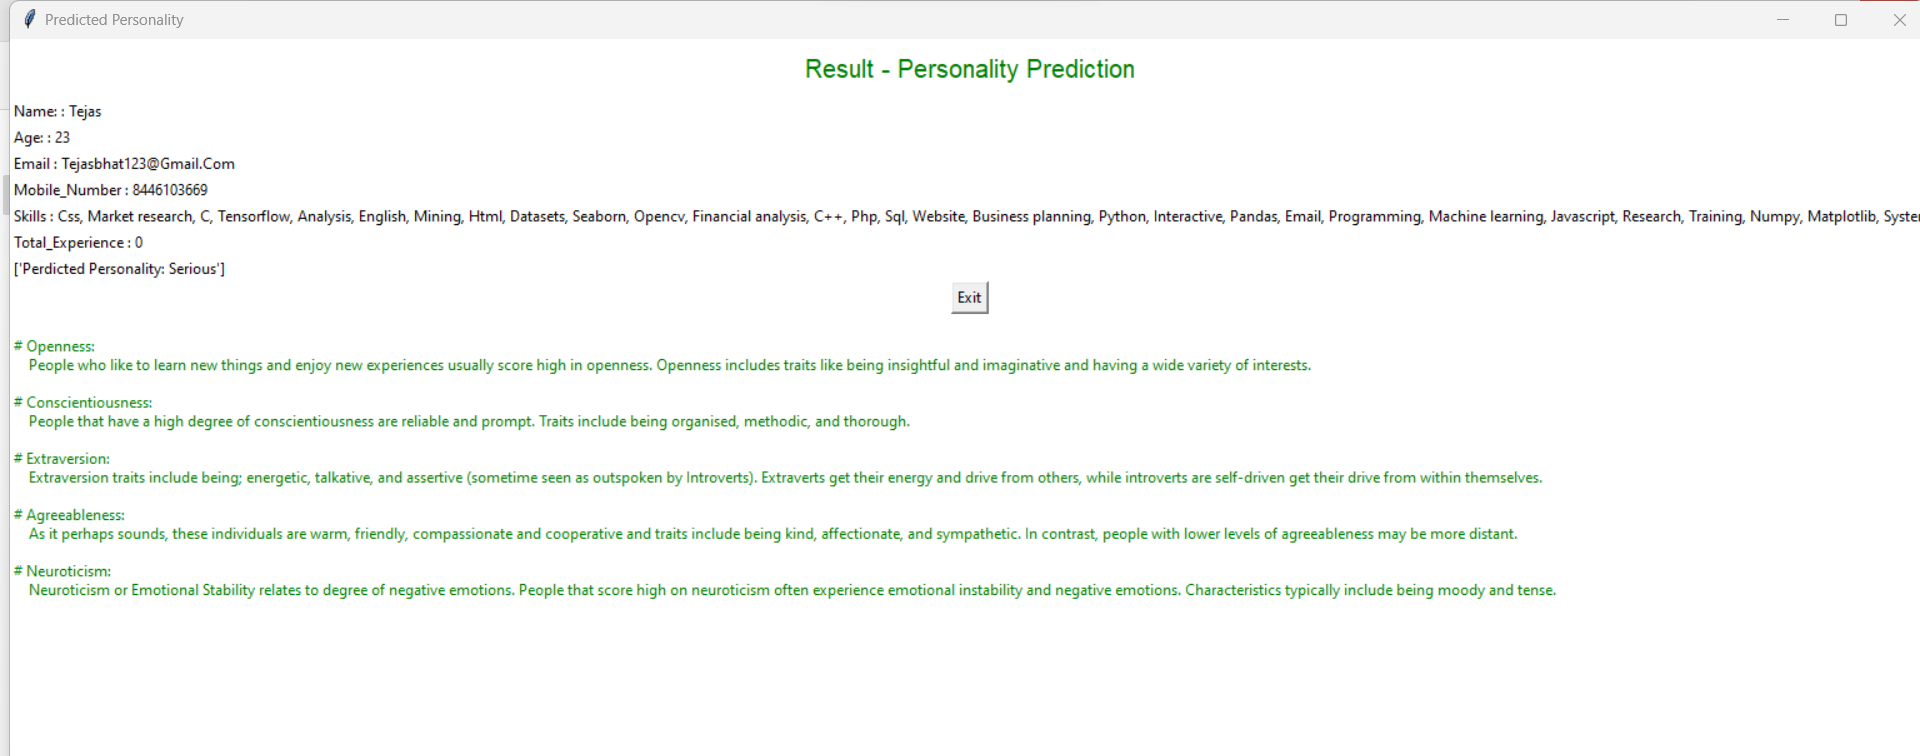 Predicted Personality
Result - Personality Prediction
Name: : Tejas
Age: : 23
Email : Tejasbhat123@Gmail.Com
Mobile_Number : 8446103669
Skills : Css, Market research, C, Tensorflow, Analysis, English, Mining, Html, Datasets, Seaborn, Opencv, Financial analysis, C++, Php, Sql, Website, Business planning, Python, Interactive, Pandas, Email, Programming, Machine learning, Javascript, Research, Training, Numpy, Matplotlib,
Total_Experience : 0
['Perdicted Personality: Serious']
Exit
# Openness:
People who like to learn new things and enjoy new experiences usually score high in openness. Openness includes traits like being insightful and imaginative and having a wide variety of interests.
# Conscientiousness:
People that have a high degree of conscientiousness are reliable and prompt. Traits include being organised, methodic, and thorough.
# Extraversion:
Extraversion traits include being; energetic, talkative, and assertive (sometime seen as outspoken by Introverts). Extraverts get their energy and drive from others, while introverts are self-driven get their drive from within themselves.
# Agreeableness:
As it perhaps sounds, these individuals are warm, friendly, compassionate and cooperative and traits include being kind, affectionate, and sympathetic. In contrast, people with lower levels of agreeableness may be more distant.
# Neuroticism:
Neuroticism or Emotional Stability relates to degree of negative emotions. People that score high on neuroticism often experience emotional instability and negative emotions. Characteristics typically include being moody and tense.